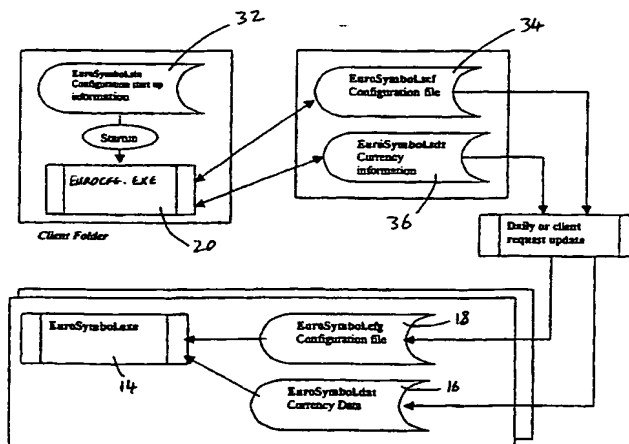 32
EuroSymbol.sin
Configuration start up
information
Startrun
EUROCFG.EXE
Client Folder
20
34
EuroSymbol.scf
Configuration file
EuroSymbol.sdt
Currency
information
36
Daily or client
request update
EuroSymbol.exe
14
EuroSymbol.cfg
Configuration file
18
EuroSymbol.dat
Currency Data
16